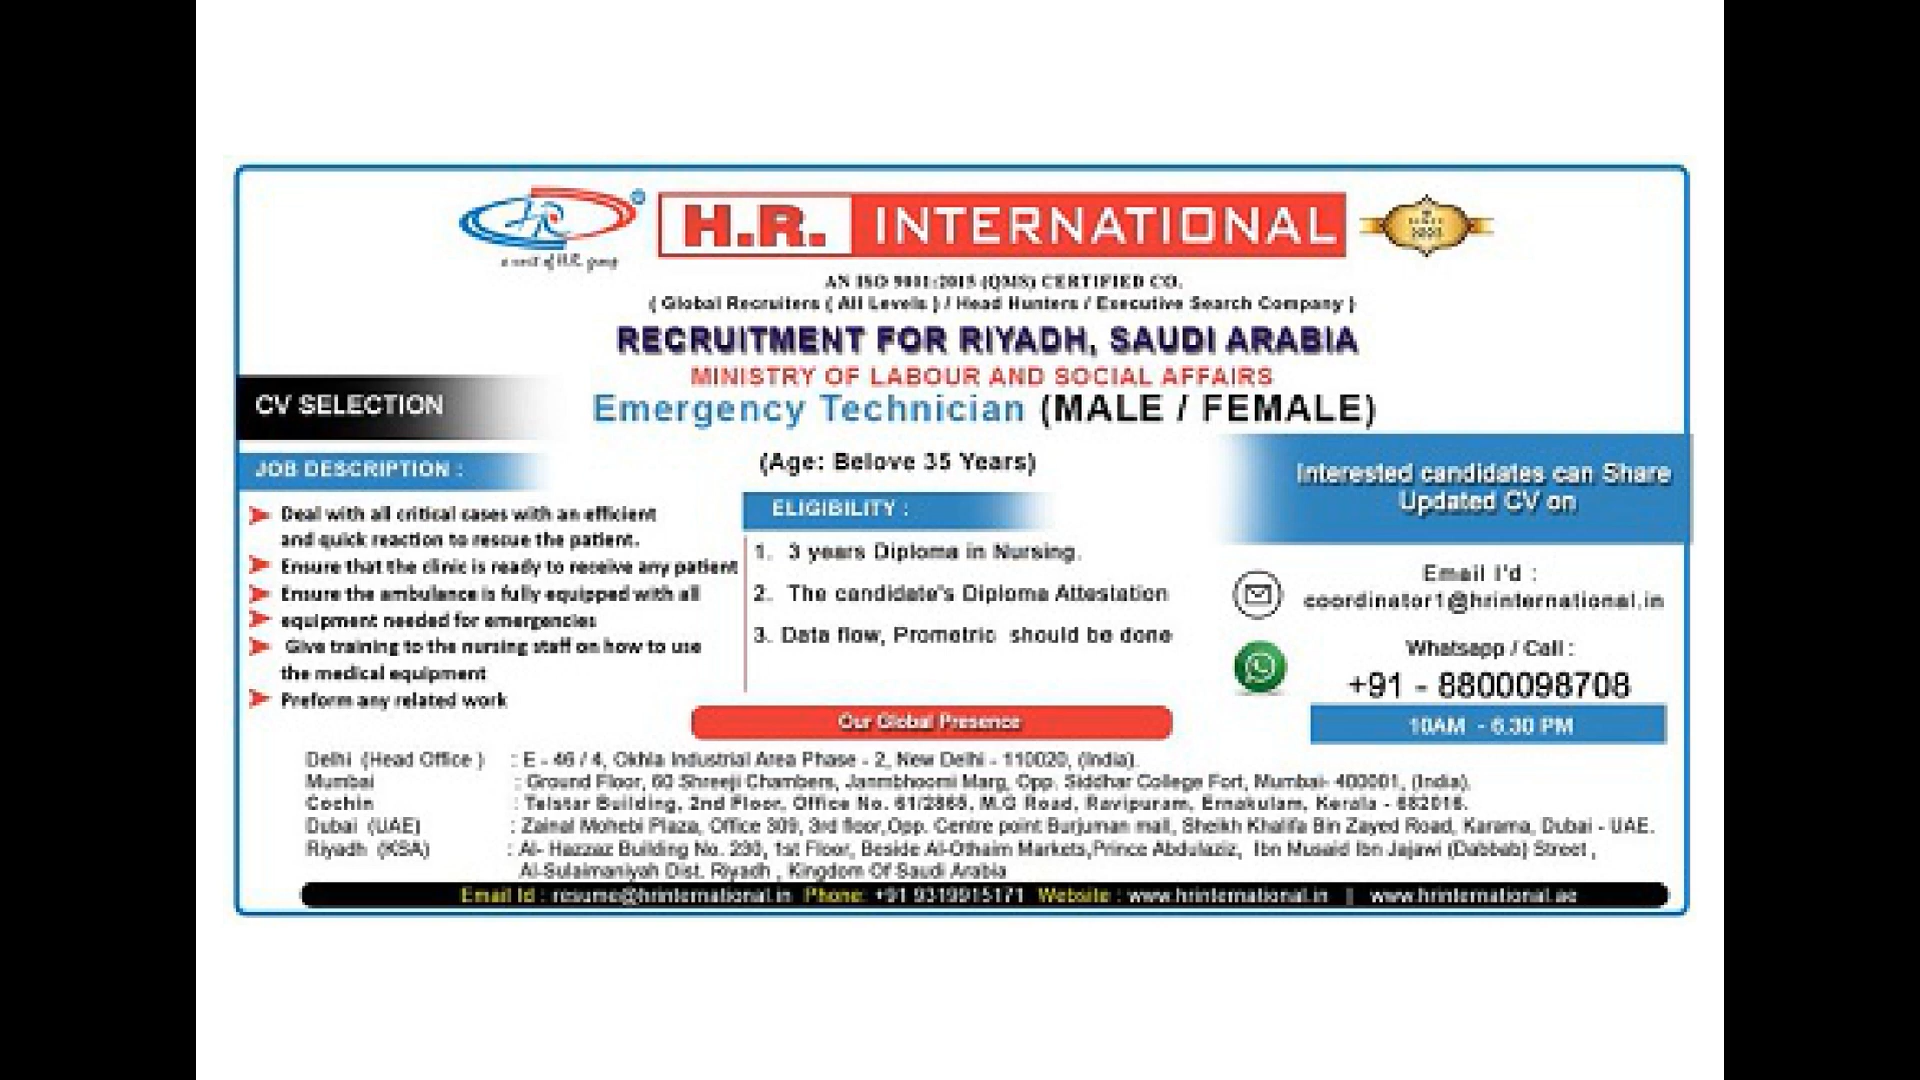 a unit of H.R. group
H.R. INTERNATIONAL
SINCE
AN ISO 9001:2015 (QMS) CERTIFIED CO.
( Global Recruiters ( All Levels ) / Head Hunters / Executive Search Company )
RECRUITMENT FOR RIYADH, SAUDI ARABIA
MINISTRY OF LABOUR AND SOCIAL AFFAIRS
CV SELECTION
Emergency Technician (MALE / FEMALE)
(Age: Belove 35 Years)
JOB DESCRIPTION :
Deal with all critical cases with an efficient
and quick reaction to rescue the patient.
Ensure that the clinic is ready to receive any patient
Ensure the ambulance is fully equipped with all
equipment needed for emergencies
Give training to the nursing staff on how to use
the medical equipment
Preform any related work
ELIGIBILITY :
1. 3 years Diploma in Nursing.
2. The candidate's Diploma Attestation
3. Data flow, Prometric should be done
Interested candidates can Share
Updated CV on
Email I'd :
coordinator1@hrinternational.in
Whatsapp / Call :
+91 - 8800098708
10AM - 6.30 PM
Our Global Presence
Delhi (Head Office ) : E - 46 / 4, Okhla Industrial Area Phase - 2, New Delhi - 110020, (India).
Mumbai : Ground Floor, 60 Shreeji Chambers, Janmbhoomi Marg, Opp. Siddhar College Fort, Mumbai- 400001, (India).
Cochin : Telstar Building, 2nd Floor, Office No. 61/2865, M.G Road, Ravipuram, Ernakulam, Kerala - 682016.
Dubai (UAE) : Zainal Mohebi Plaza, Office 309, 3rd floor,Opp. Centre point Burjuman mall, Sheikh Khalifa Bin Zayed Road, Karama, Dubai - UAE.
Riyadh (KSA) : Al- Hazzaz Building No. 230, 1st Floor, Beside Al-Othaim Markets,Prince Abdulaziz, Ibn Musaid Ibn Jajawi (Dabbab) Street ,
Al-Sulaimaniyah Dist. Riyadh , Kingdom Of Saudi Arabia
Email Id : resume@hrinternational.in Phone: +91 9319915171 Website : www.hrinternational.in | www.hrinternational.ae